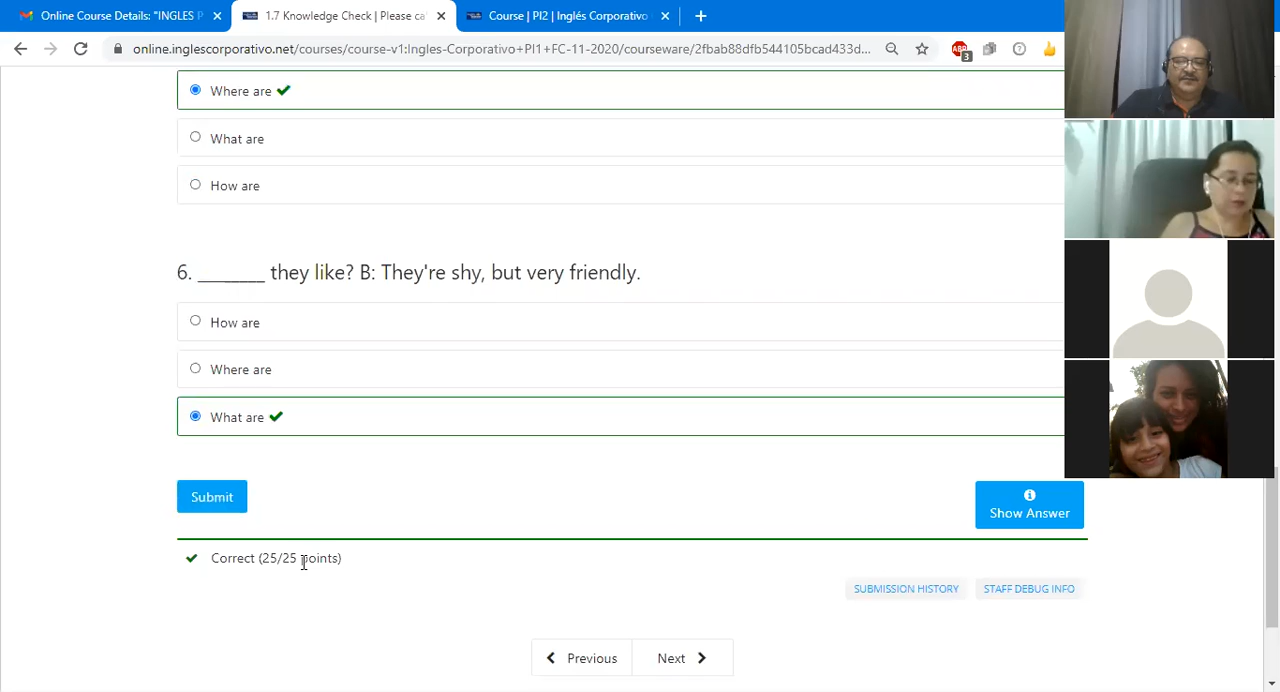 Online Course Details: "INGLES P
1.7 Knowledge Check | Please ca
Course | PI2 | Inglés Corporativo
online.inglescorporativo.net/courses/course-v1:Ingles-Corporativo+PI1+FC-11-2020/courseware/2fbab88dfb544105bcad433d...
ABP
3
Where are
What are
How are
6. _______ they like? B: They're shy, but very friendly.
How are
Where are
What are
Submit
Show Answer
Correct (25/25 points)
SUBMISSION HISTORY
STAFF DEBUG INFO
Previous
Next